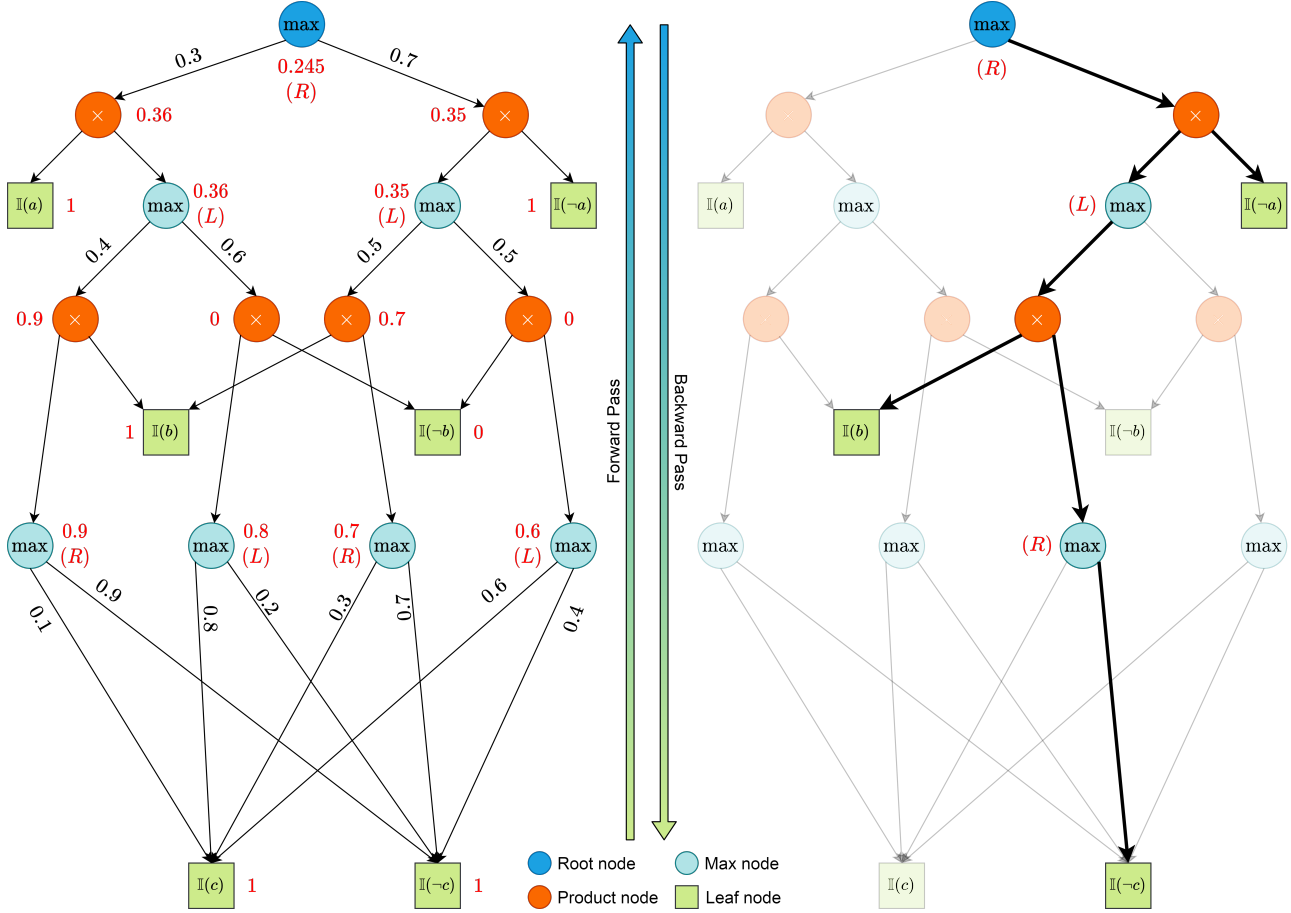 max
0.3
0.7
0.245
(R)
×
0.36
0.35
×
𝕀(a)
1
max
0.36
(L)
0.35
(L)
max
1
𝕀(¬a)
0.4
0.6
0.5
0.5
0.9
×
0
×
×
0.7
×
0
1
𝕀(b)
𝕀(¬b)
0
max
0.9
(R)
max
0.8
(L)
0.7
(R)
max
0.6
(L)
max
0.1
0.9
0.8
0.2
0.3
0.7
0.6
0.4
𝕀(c)
1
𝕀(¬c)
1
Forward Pass
Backward Pass
max
(R)
×
𝕀(a)
max
(L)
max
𝕀(¬a)
×
𝕀(b)
𝕀(¬b)
max
max
(R)
max
max
𝕀(c)
𝕀(¬c)
Root node
Max node
Product node
Leaf node